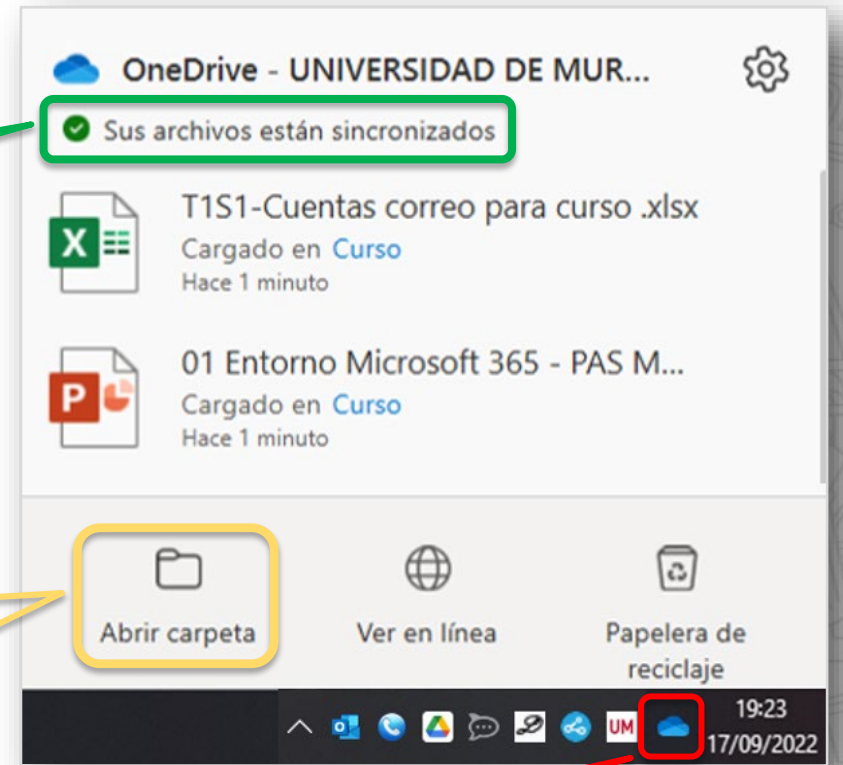 OneDrive - UNIVERSIDAD DE MUR...
Sus archivos están sincronizados
T1S1-Cuentas correo para curso .xlsx
Cargado en Curso
Hace 1 minuto
01 Entorno Microsoft 365 - PAS M...
Cargado en Curso
Hace 1 minuto
Abrir carpeta
Ver en línea
Papelera de
reciclaje
UM
19:23
17/09/2022